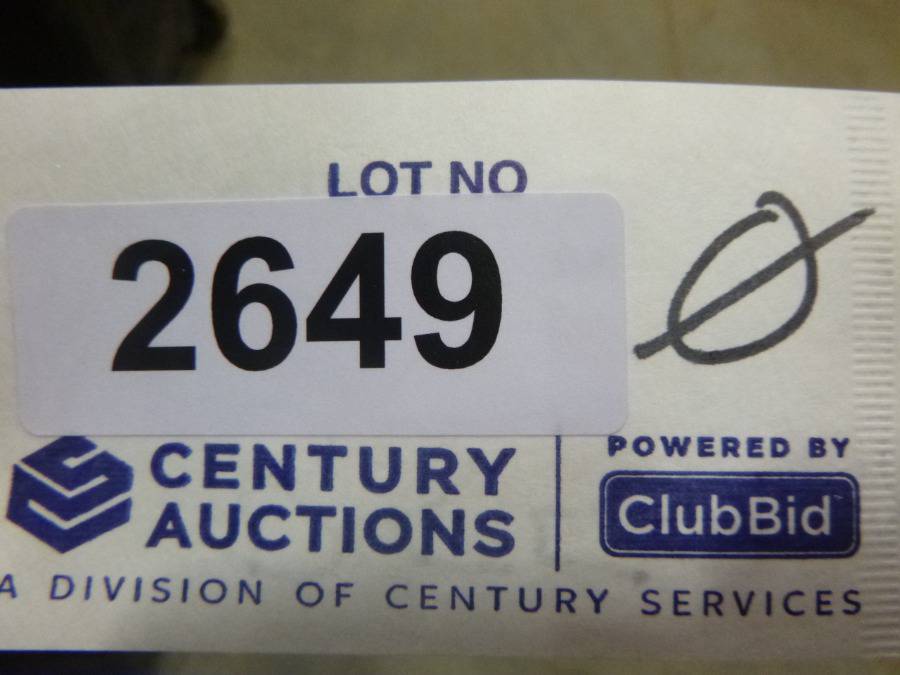 LOT NO
2649
Ø
CENTURY
AUCTIONS
POWERED BY
ClubBid
A DIVISION OF CENTURY SERVICES